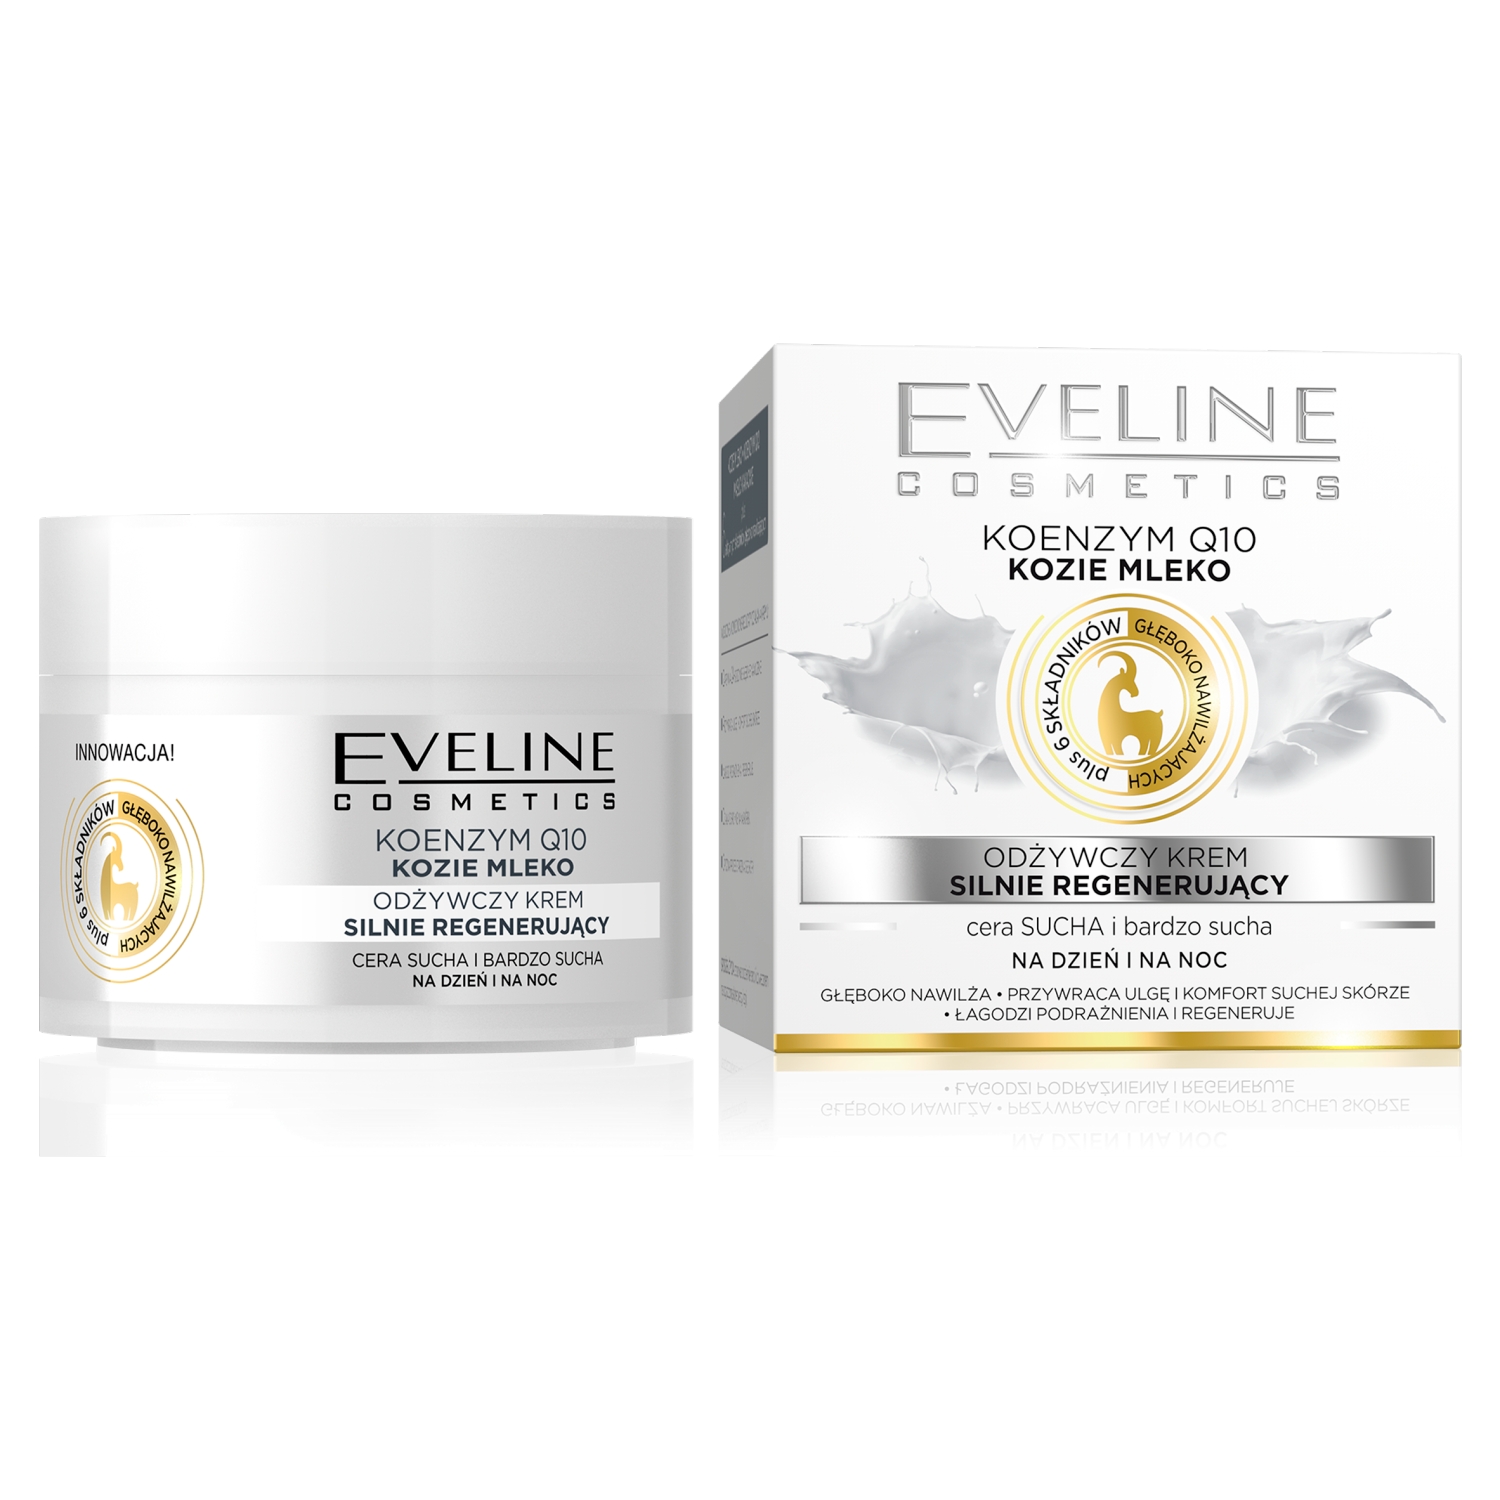 INNOWACJA!
plus 6 SKŁADNIKÓW GŁĘBOKO NAWILŻAJĄCYCH
EVELINE
COSMETICS
KOENZYM Q10
KOZIE MLEKO
ODŻYWCZY KREM
SILNIE REGENERUJĄCY
CERA SUCHA I BARDZO SUCHA
NA DZIEŃ I NA NOC
EVELINE
COSMETICS
KOENZYM Q10
KOZIE MLEKO
plus 6 SKŁADNIKÓW GŁĘBOKO NAWILŻAJĄCYCH
ODŻYWCZY KREM
SILNIE REGENERUJĄCY
cera SUCHA i bardzo sucha
NA DZIEŃ I NA NOC
GŁĘBOKO NAWILŻA • PRZYWRACA ULGĘ I KOMFORT SUCHEJ SKÓRZE
• ŁAGODZI PODRAŻNIENIA I REGENERUJE